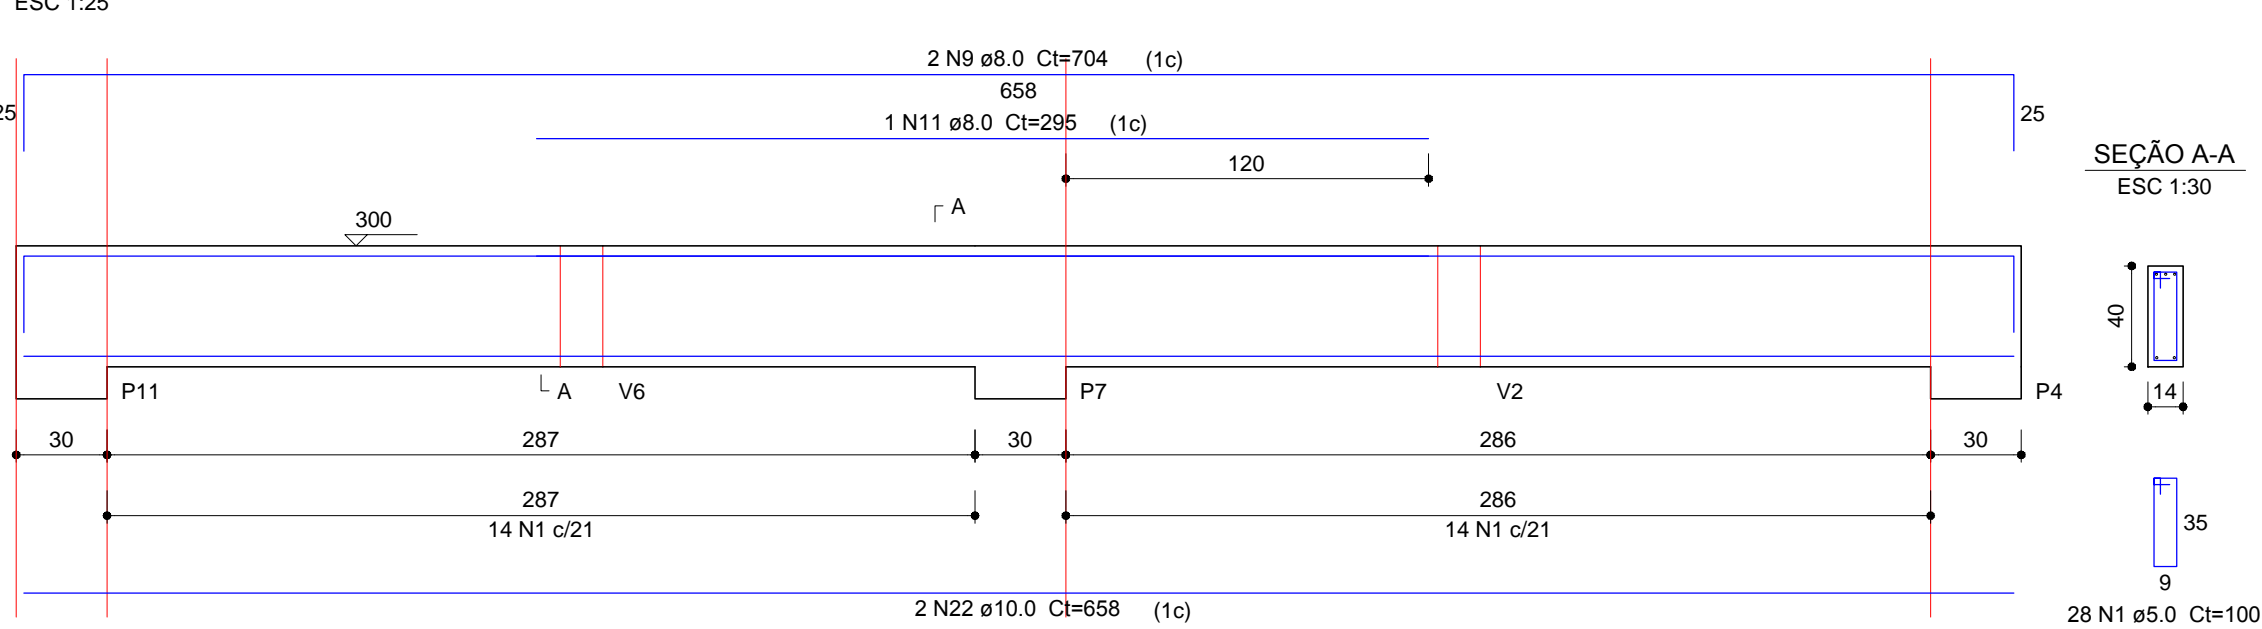 ESC 1:25
2 N9 ø8.0 Ct=704 (1c)
658
25
25
1 N11 ø8.0 Ct=295 (1c)
120
SEÇÃO A-A
ESC 1:30
A
300
40
14
P11
A
V6
P7
V2
P4
30
287
30
286
30
287
14 N1 c/21
286
14 N1 c/21
35
9
2 N22 ø10.0 Ct=658 (1c)
28 N1 ø5.0 Ct=100